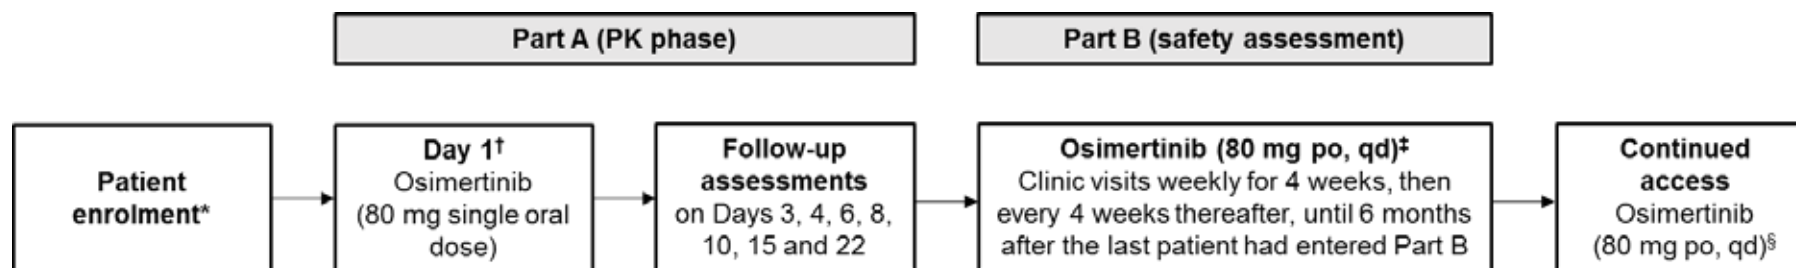 Part A (PK phase)
Part B (safety assessment)
Patient
enrolment*
Day 1†
Osimertinib
(80 mg single oral
dose)
Follow-up
assessments
on Days 3, 4, 6, 8,
10, 15 and 22
Osimertinib (80 mg po, qd)‡
Clinic visits weekly for 4 weeks, then
every 4 weeks thereafter, until 6 months
after the last patient had entered Part B
Continued
access
Osimertinib
(80 mg po, qd)§